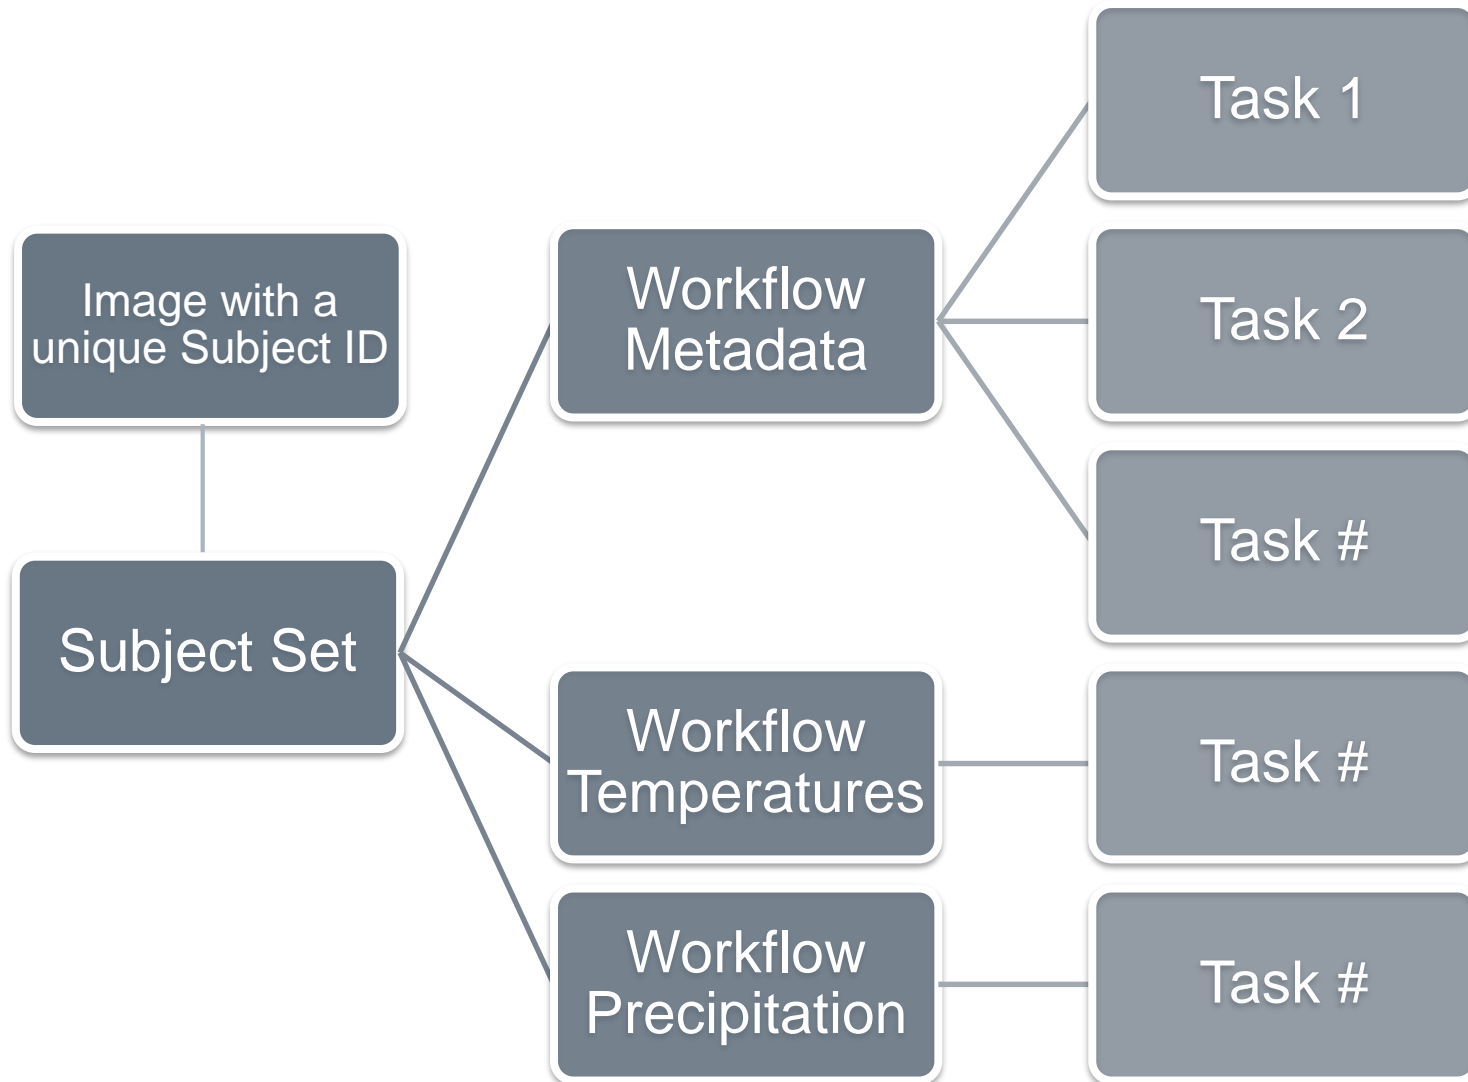 Image with a
unique Subject ID
Subject Set
Workflow
Metadata
Workflow
Temperatures
Workflow
Precipitation
Task 1
Task 2
Task #
Task #
Task #